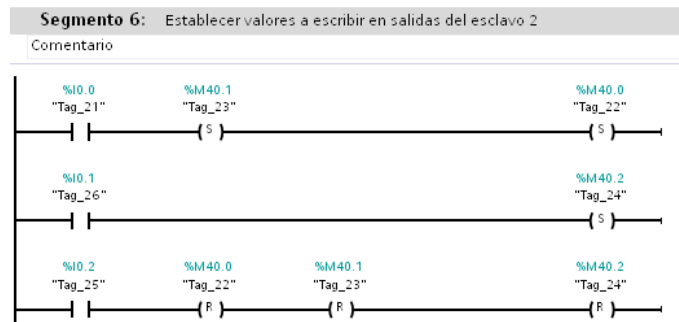 Segmento 6: Establecer valores a escribir en salidas del esclavo 2
Comentario
%I0.0 %M40.1 %M40.0
"Tag_21" "Tag_23" "Tag_22"
S S
%I0.1 %M40.2
"Tag_26" "Tag_24"
S
%I0.2 %M40.0 %M40.1 %M40.2
"Tag_25" "Tag_22" "Tag_23" "Tag_24"
R R R